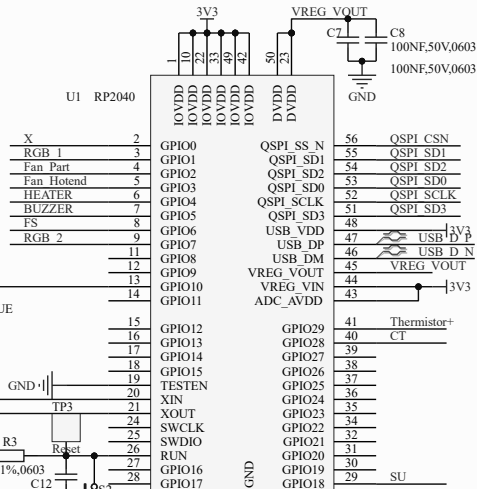 3V3
VREG_VOUT
C7
C8
100NF,50V,0603
100NF,50V,0603
GND
1
10
22
33
49
42
50
23
IOVDD
IOVDD
IOVDD
IOVDD
IOVDD
IOVDD
DVDD
DVDD
U1 RP2040
X 2 GPIO0 QSPI_SS_N 56 QSPI_CSN
RGB_1 3 GPIO1 QSPI_SD1 55 QSPI_SD1
Fan_Part 4 GPIO2 QSPI_SD2 54 QSPI_SD2
Fan_Hotend 5 GPIO3 QSPI_SD0 53 QSPI_SD0
HEATER 6 GPIO4 QSPI_SCLK 52 QSPI_SCLK
BUZZER 7 GPIO5 QSPI_SD3 51 QSPI_SD3
FS 8 GPIO6 USB_VDD 48 3V3
RGB_2 9 GPIO7 USB_DP 47 USB_D_P
11 GPIO8 USB_DM 46 USB_D_N
12 GPIO9 VREG_VOUT 45 VREG_VOUT
13 GPIO10 VREG_VIN 44 3V3
14 GPIO11 ADC_AVDD 43
UE
15 GPIO12 GPIO29 41 Thermistor+
16 GPIO13 GPIO28 40 CT
17 GPIO14 GPIO27 39
18 GPIO15 GPIO26 38
GND 19 TESTEN GPIO25 37
20 XIN GPIO24 36
TP3 21 XOUT GPIO23 35
24 SWCLK GPIO22 34
25 SWDIO GPIO21 32
R3 Reset 26 RUN GPIO20 31
1%,0603 27 GPIO16 GPIO19 30
C12 28 GPIO17 GND GPIO18 29 SU